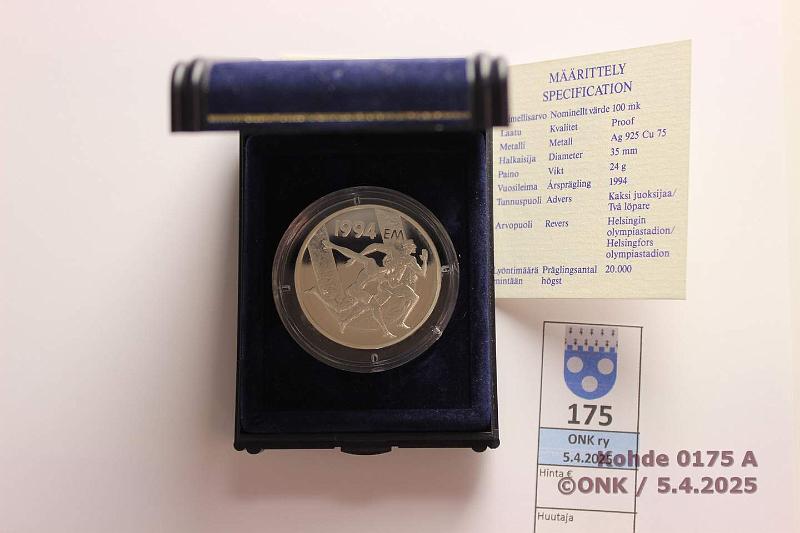 MÄÄRITTELY
SPECIFICATION
Nominellt värde 100 mk
Laatu Kvalitet Proof
Metalli Metall Ag 925 Cu 75
Halkaisija Diameter 35 mm
Paino Vikt 24 g
Vuosileima Årsprägling 1994
Tunnuspuoli Advers Kaksi juoksijaa/
Två löpare
Arvopuoli Revers Helsingin
olympiastadion/
Helsingfors
olympiastadion
Lyöntimäärä Präglingsantal 20.000
högst
1994 EM
175
ONK ry
5.4.2025
Hinta €
Huutaja
Kohde 0175 A
©ONK / 5.4.2025